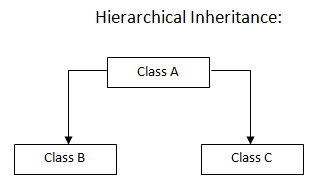 Hierarchical Inheritance:
Class A
Class B
Class C